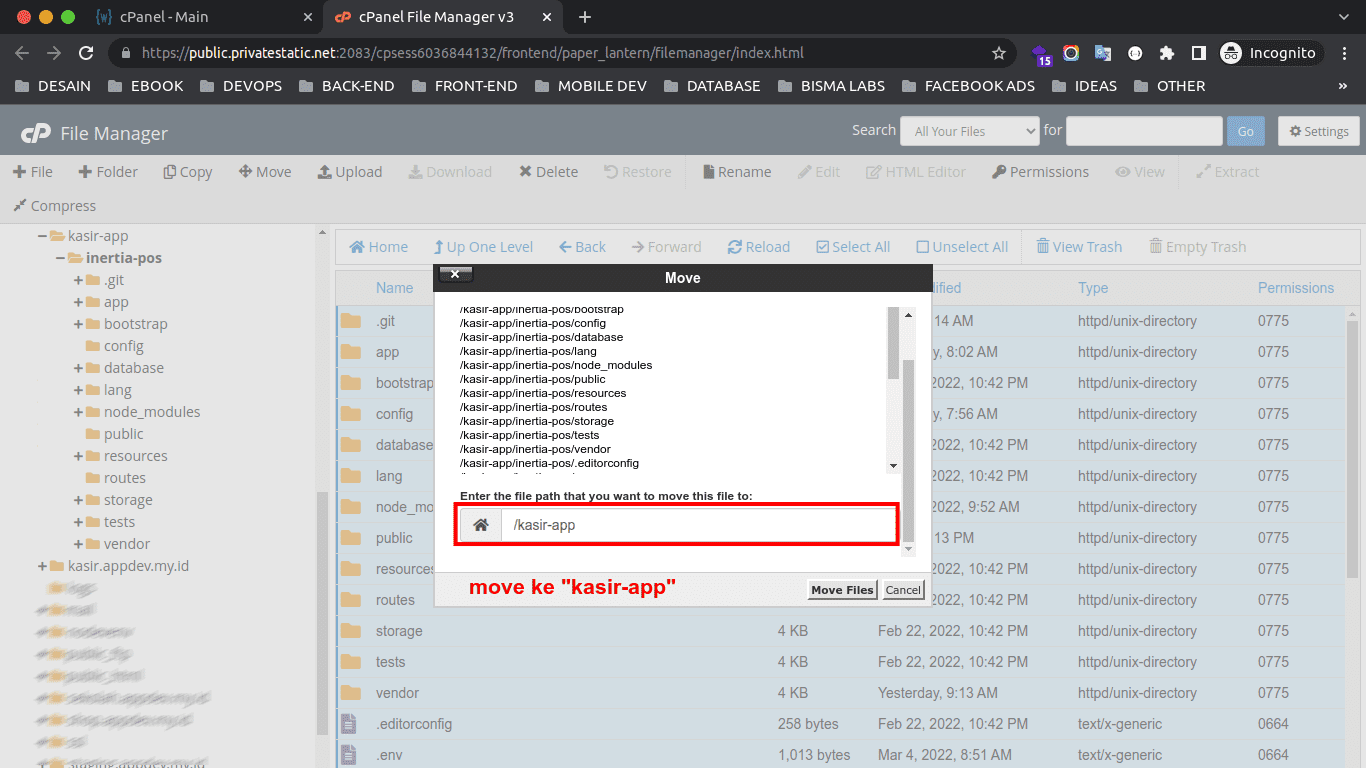 cPanel - Main
cPanel File Manager v3
https://public.privatestatic.net:2083/cpsess6036844132/frontend/paper_lantern/filemanager/index.html
15
Incognito
DESAIN EBOOK DEVOPS BACK-END FRONT-END MOBILE DEV DATABASE BISMA LABS FACEBOOK ADS IDEAS OTHER »
cP File Manager
Search All Your Files for Go Settings
File Folder Copy Move Upload Download Delete Restore Rename Edit HTML Editor Permissions View Extract
Compress
kasir-app
inertia-pos
.git
app
bootstrap
config
database
lang
node_modules
public
resources
routes
storage
tests
vendor
kasir.appdev.my.id
Home Up One Level Back Forward Reload Select All Unselect All View Trash Empty Trash
Name Type Permissions
.git 14 AM httpd/unix-directory 0775
app 8:02 AM httpd/unix-directory 0775
bootstrap 2022, 10:42 PM httpd/unix-directory 0775
config 7:56 AM httpd/unix-directory 0775
database 2022, 10:42 PM httpd/unix-directory 0775
lang 2022, 10:42 PM httpd/unix-directory 0775
node_mo 9:52 AM httpd/unix-directory 0775
public 13 PM httpd/unix-directory 0775
resources 2022, 10:42 PM httpd/unix-directory 0775
routes 2022, 10:42 PM httpd/unix-directory 0775
storage 4 KB Feb 22, 2022, 10:42 PM httpd/unix-directory 0775
tests 4 KB Feb 22, 2022, 10:42 PM httpd/unix-directory 0775
vendor 4 KB Yesterday, 9:13 AM httpd/unix-directory 0775
.editorconfig 258 bytes Feb 22, 2022, 10:42 PM text/x-generic 0664
.env 1,013 bytes Mar 4, 2022, 8:51 AM text/x-generic 0664
Move
/kasir-app/inertia-pos/bootstrap
/kasir-app/inertia-pos/config
/kasir-app/inertia-pos/database
/kasir-app/inertia-pos/lang
/kasir-app/inertia-pos/node_modules
/kasir-app/inertia-pos/public
/kasir-app/inertia-pos/resources
/kasir-app/inertia-pos/routes
/kasir-app/inertia-pos/storage
/kasir-app/inertia-pos/tests
/kasir-app/inertia-pos/vendor
/kasir-app/inertia-pos/.editorconfig
Enter the file path that you want to move this file to:
/kasir-app
move ke "kasir-app"
Move Files Cancel